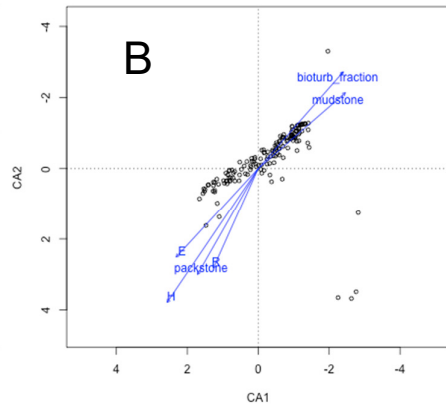 B
-4
bioturb_fraction
-2
mudstone
CA2
0
2
E
packstone
R
H
4
4 2 0 -2 -4
CA1